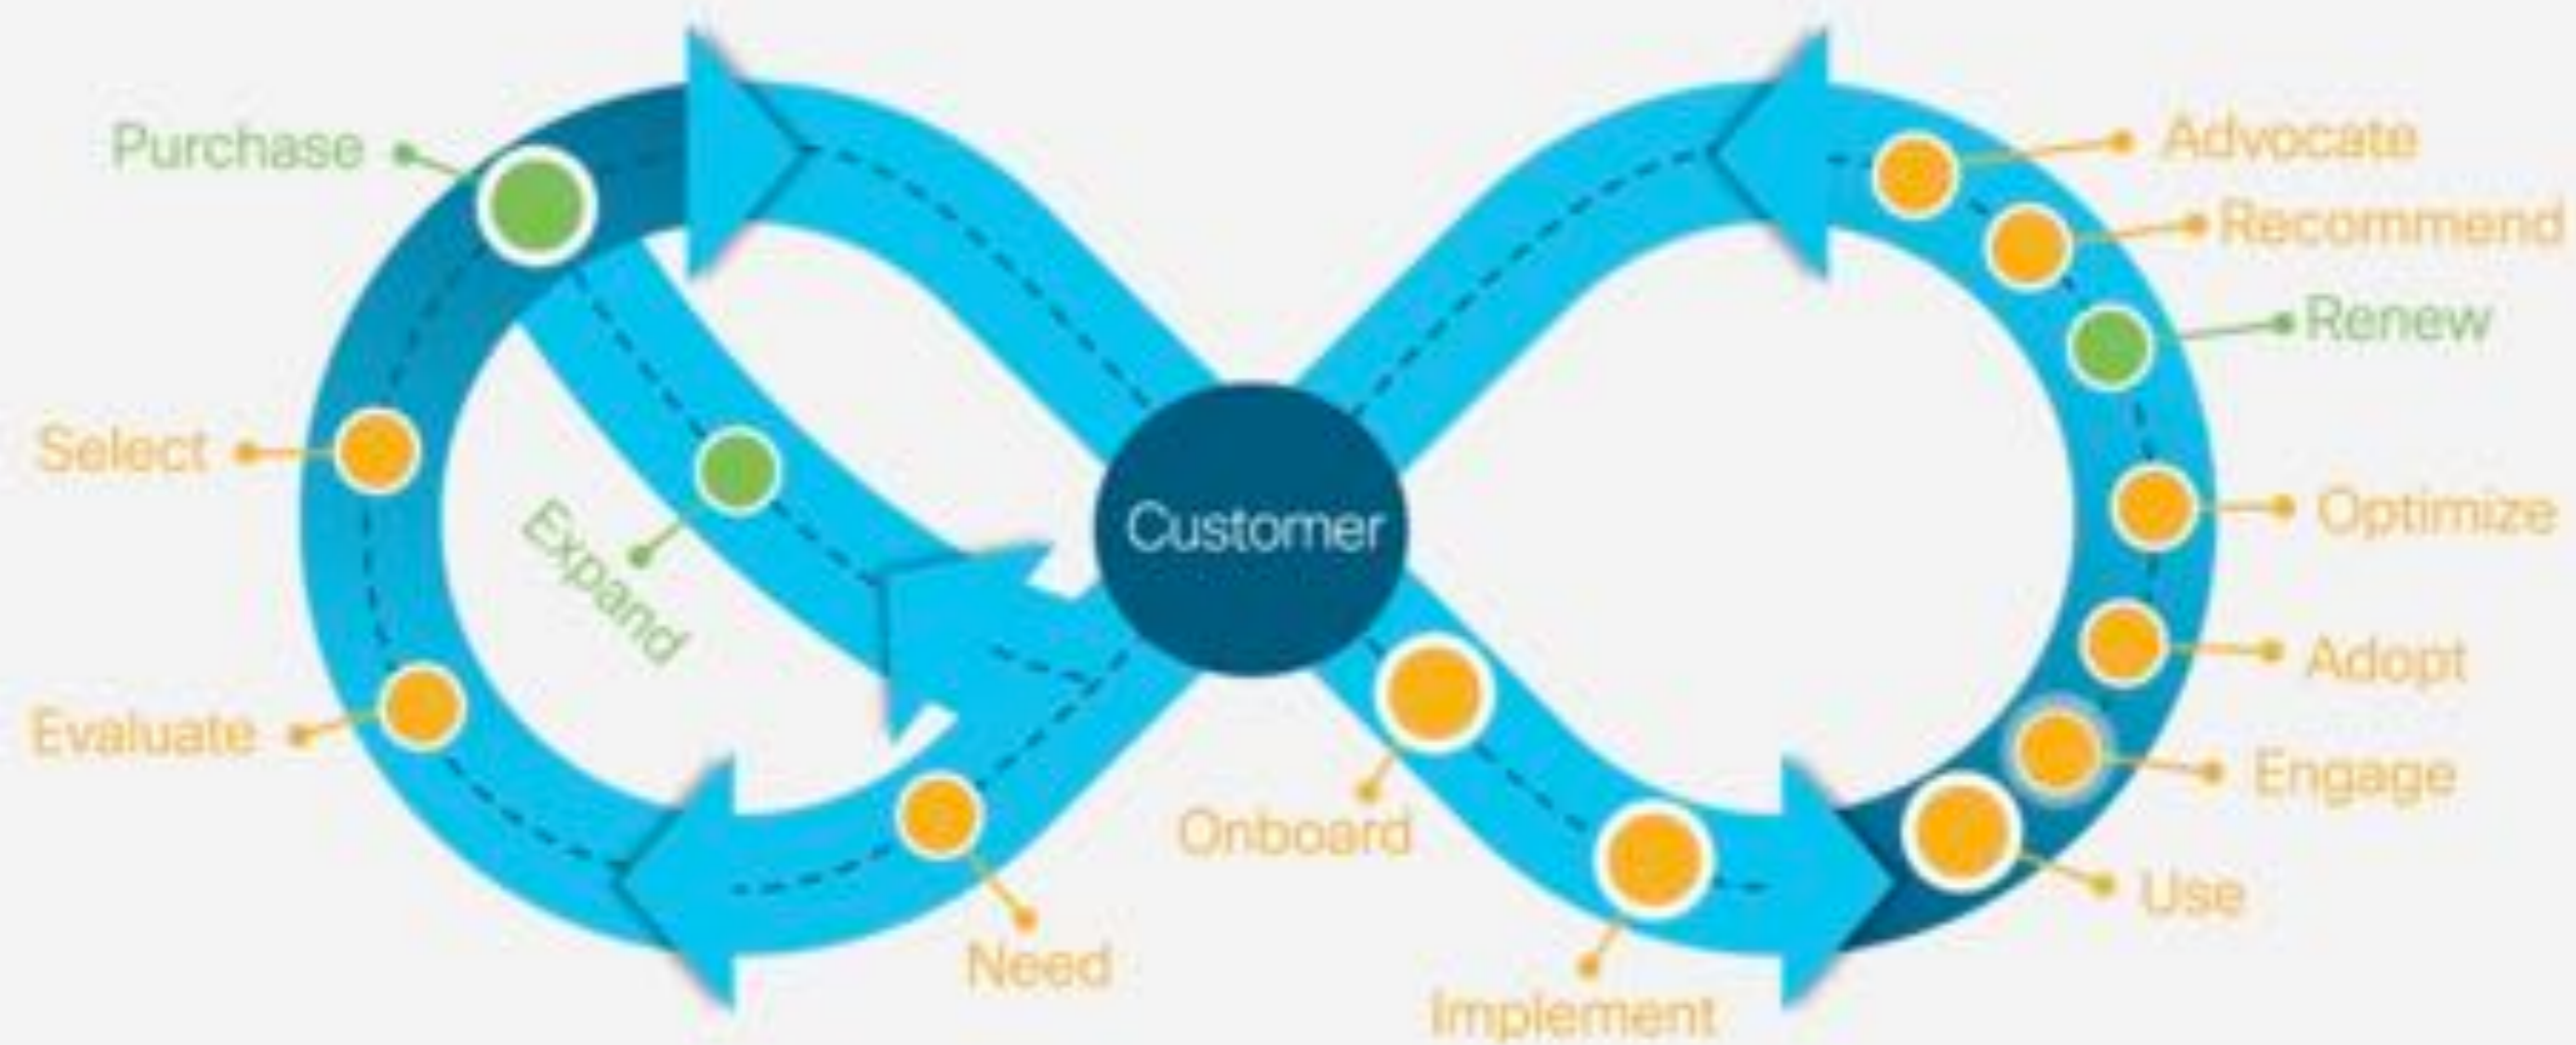 Purchase
Select
Evaluate
Expand
Need
Customer
Onboard
Implement
Use
Engage
Adopt
Optimize
Renew
Recommend
Advocate